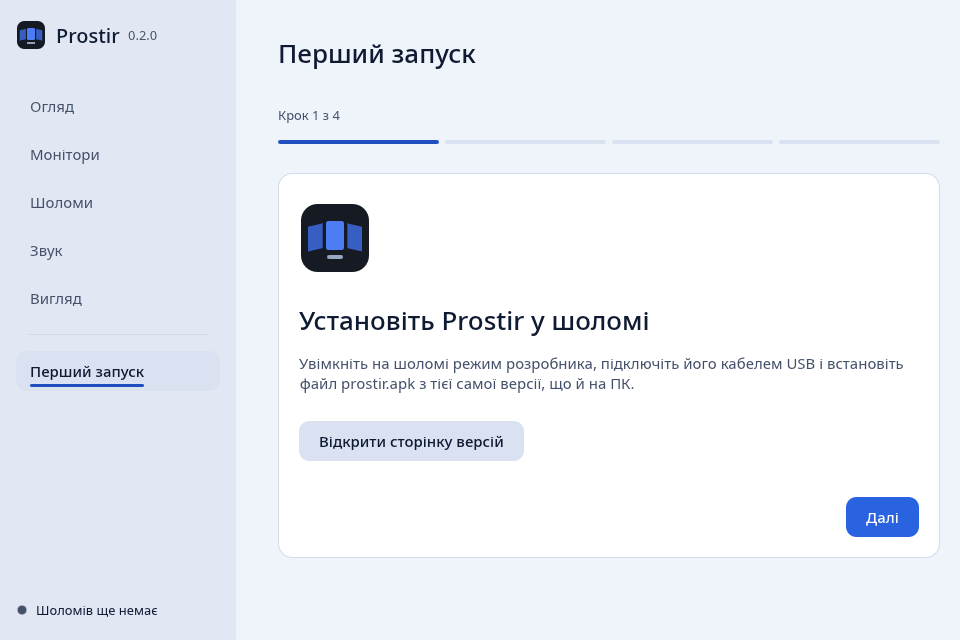 Prostir 0.2.0
Огляд
Монітори
Шоломи
Звук
Вигляд
Перший запуск
Шоломів ще немає
Перший запуск
Крок 1 з 4
Установіть Prostir у шоломі
Увімкніть на шоломі режим розробника, підключіть його кабелем USB і встановіть
файл prostir.apk з тієї самої версії, що й на ПК.
Відкрити сторінку версій
Далі